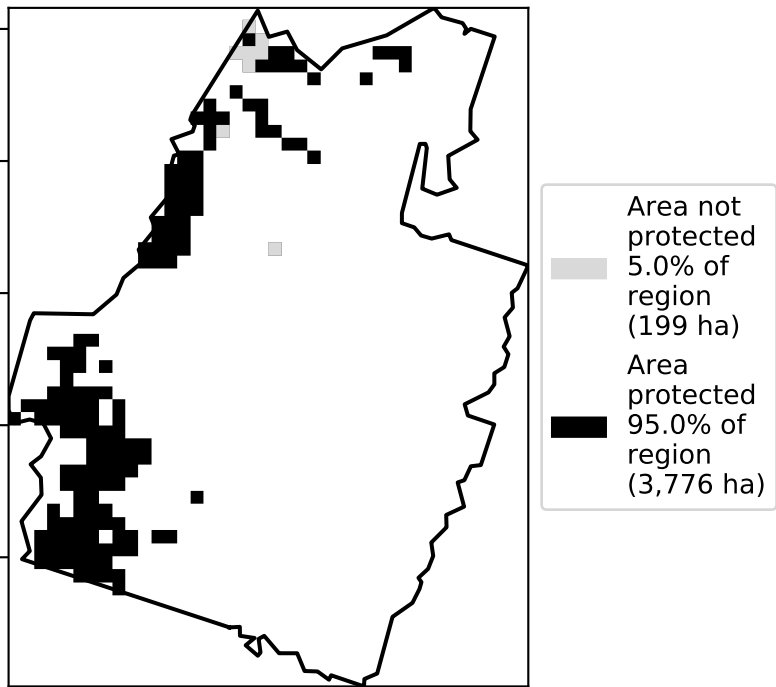 Area not
protected
5.0% of
region
(199 ha)
Area
protected
95.0% of
region
(3,776 ha)